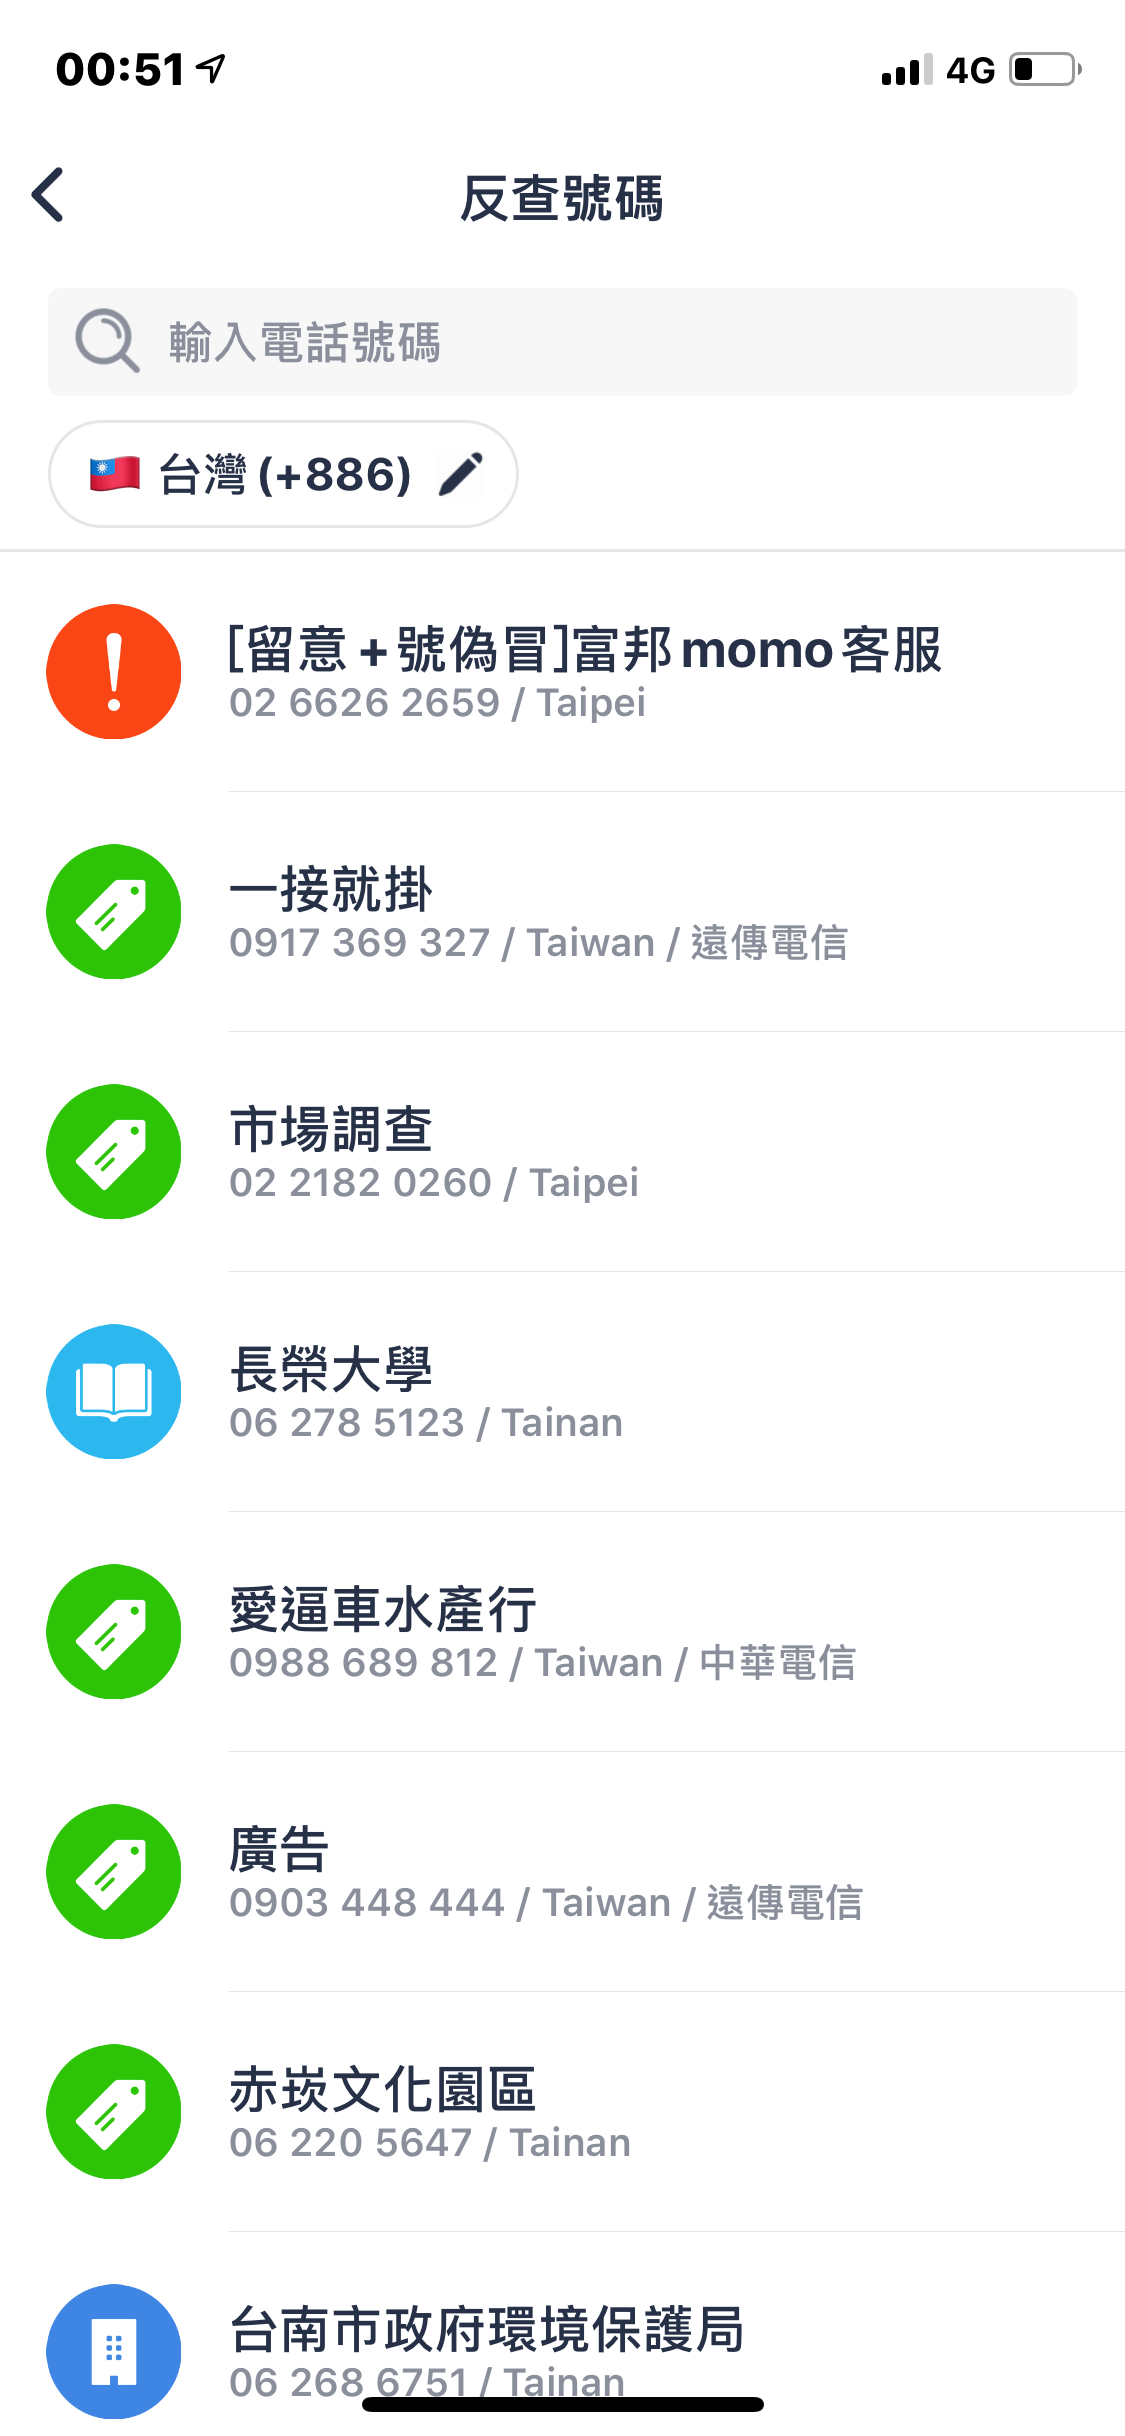 00:51
4G
反查號碼
輸入電話號碼
台灣 (+886)
[留意+號偽冒]富邦momo客服
02 6626 2659 / Taipei
一接就掛
0917 369 327 / Taiwan / 遠傳電信
市場調查
02 2182 0260 / Taipei
長榮大學
06 278 5123 / Tainan
愛逼車水產行
0988 689 812 / Taiwan / 中華電信
廣告
0903 448 444 / Taiwan / 遠傳電信
赤崁文化園區
06 220 5647 / Tainan
台南市政府環境保護局
06 268 6751 / Tainan